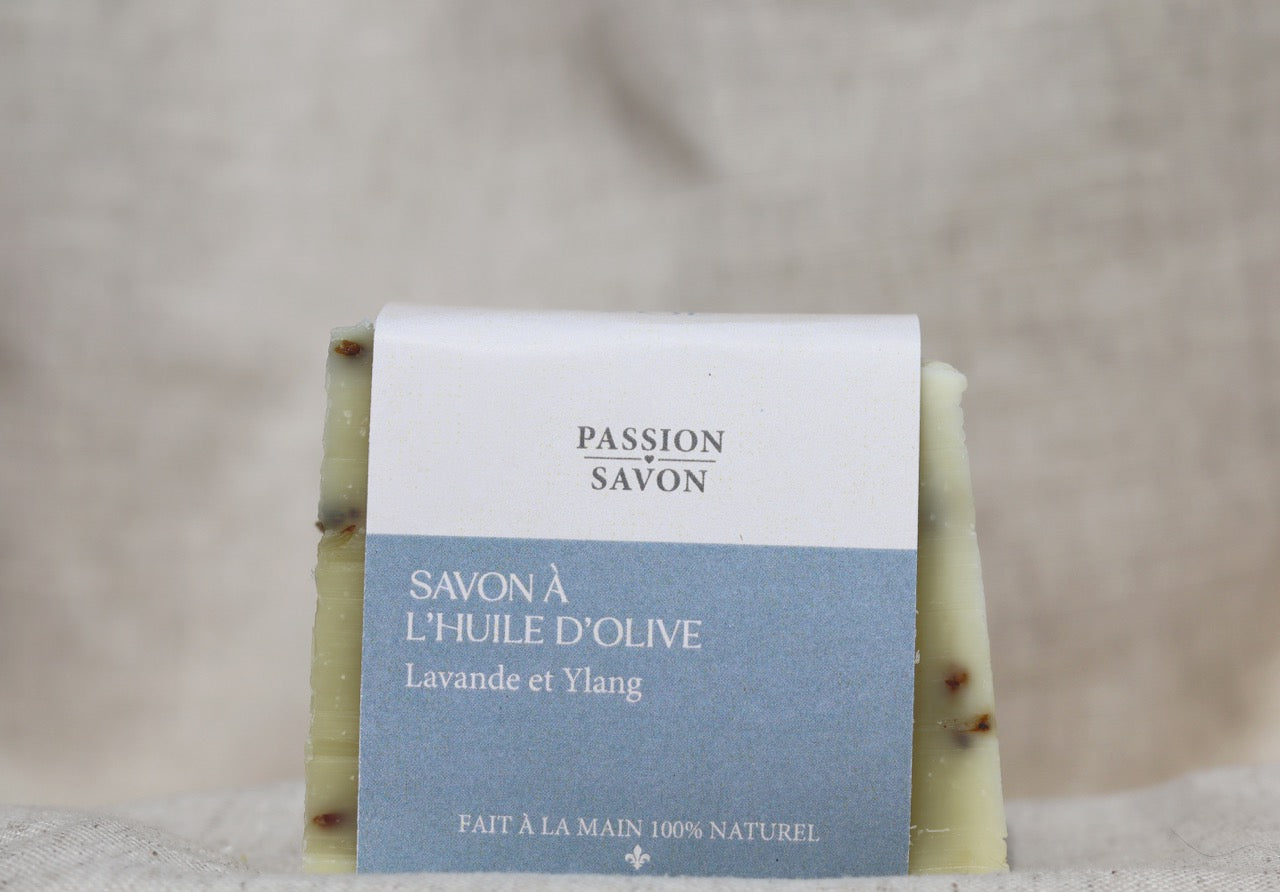 PASSION
SAVON
SAVON À
L'HUILE D'OLIVE
Lavande et Ylang
FAIT À LA MAIN 100% NATUREL